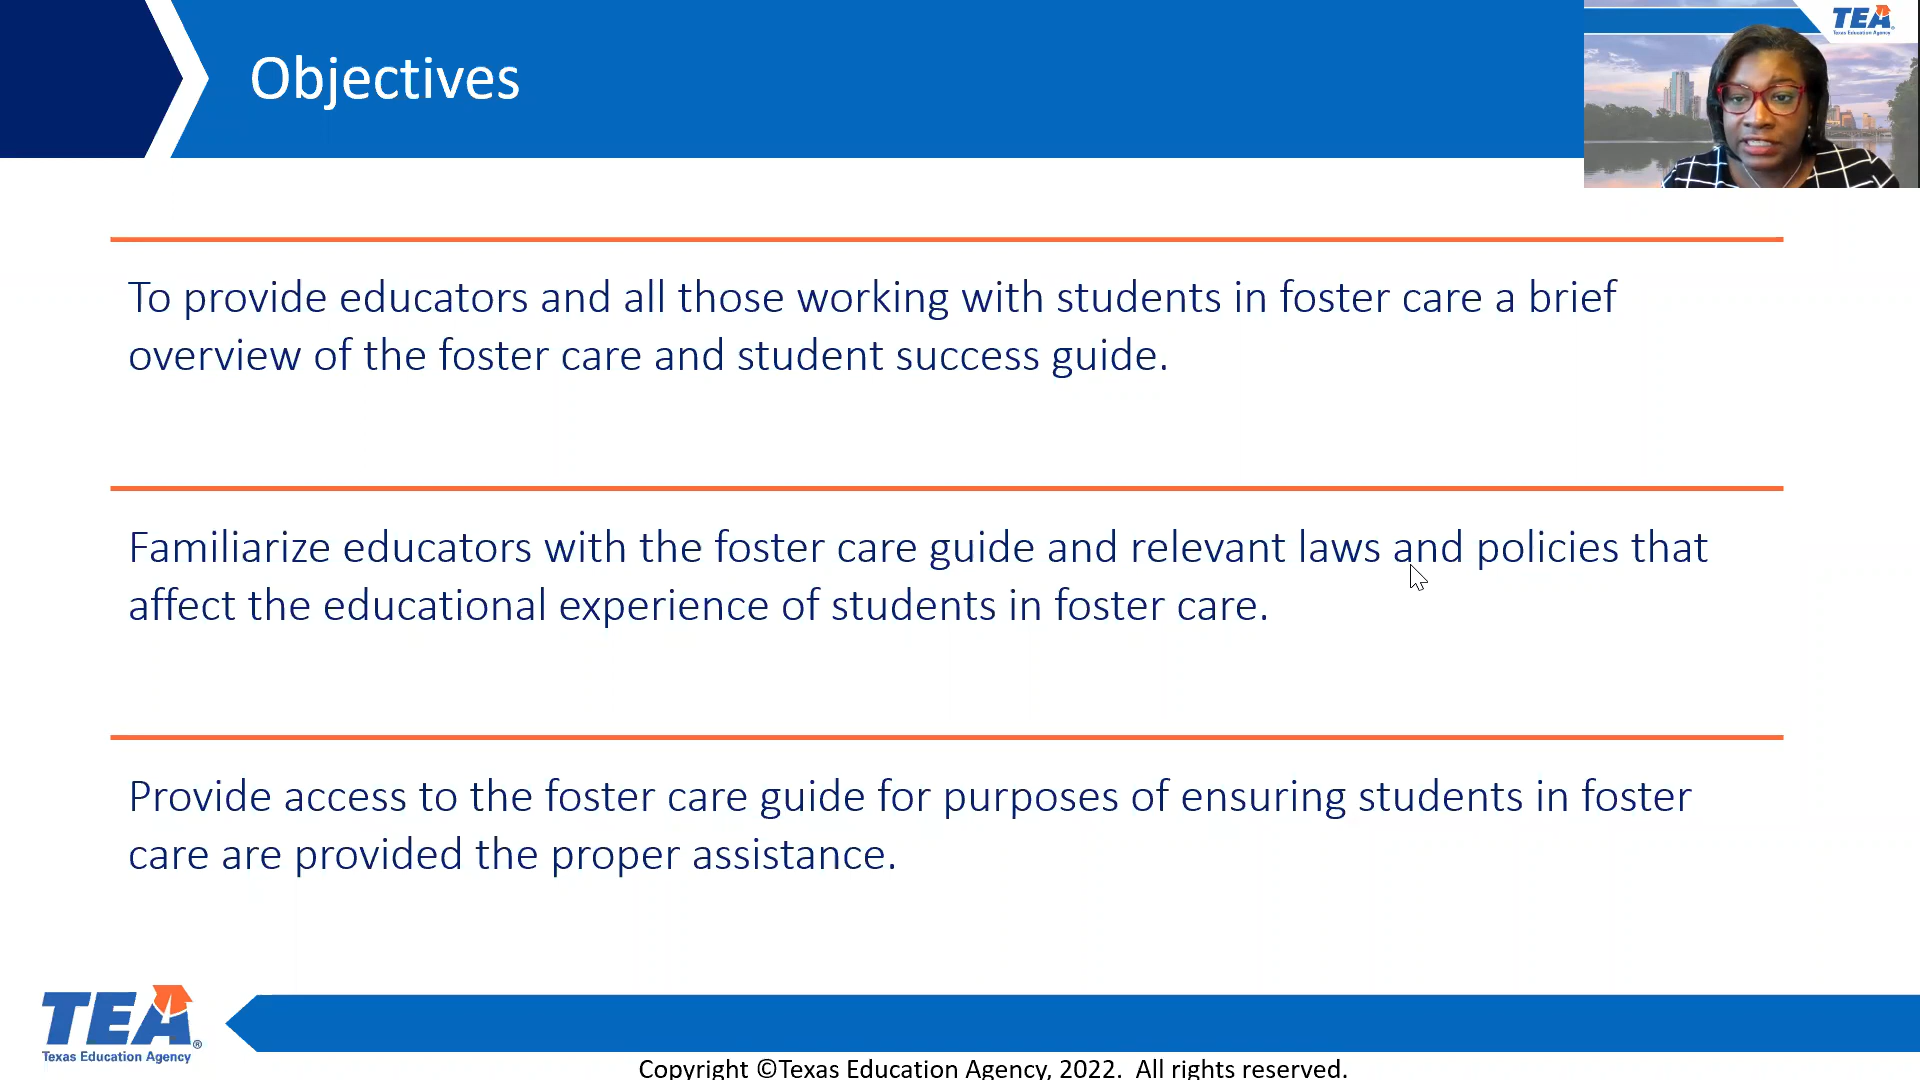 Objectives
TEA
Texas Education Agency
To provide educators and all those working with students in foster care a brief
overview of the foster care and student success guide.
Familiarize educators with the foster care guide and relevant laws and policies that
affect the educational experience of students in foster care.
Provide access to the foster care guide for purposes of ensuring students in foster
care are provided the proper assistance.
TEA®
Texas Education Agency
Copyright ©Texas Education Agency, 2022.  All rights reserved.